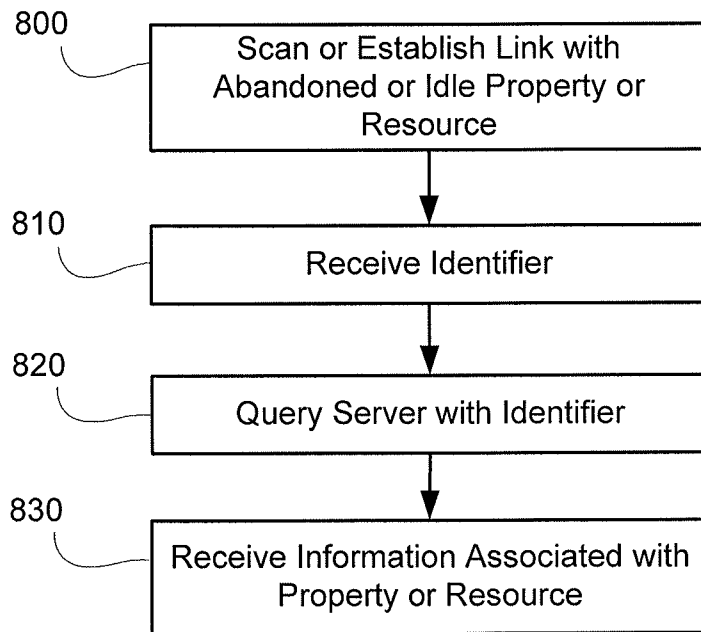 800
Scan or Establish Link with
Abandoned or Idle Property or
Resource
810
Receive Identifier
820
Query Server with Identifier
830
Receive Information Associated with
Property or Resource